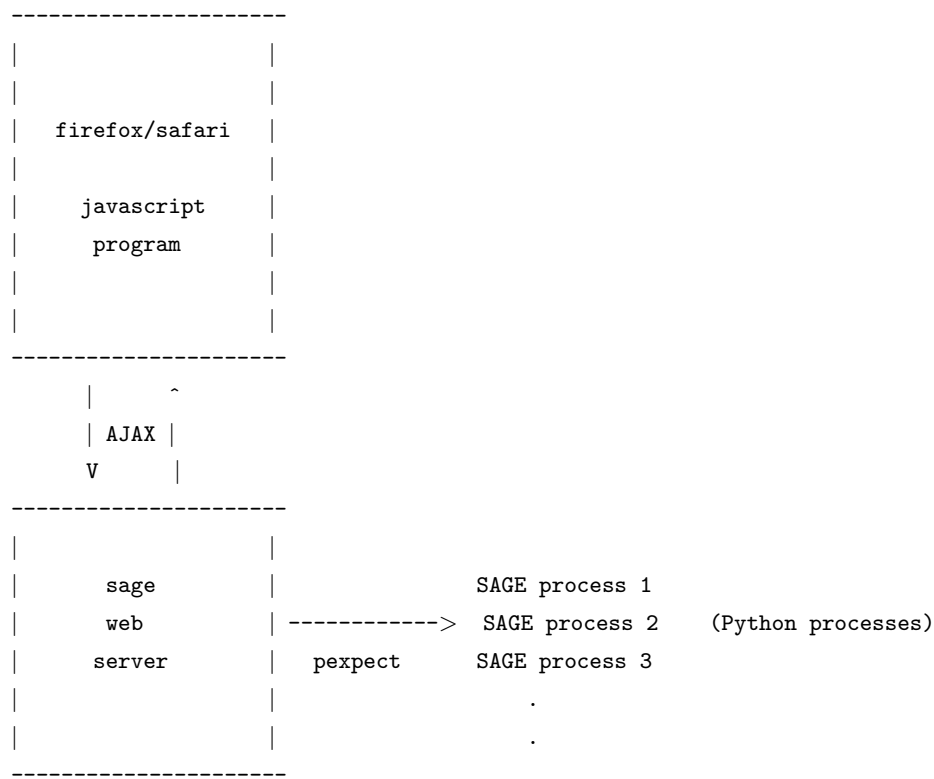 ----------------------
|                    |
|                    |
|   firefox/safari   |
|                    |
|     javascript     |
|      program       |
|                    |
|                    |
----------------------
      |      ^
      | AJAX |
      V      |
----------------------
|                    |
|       sage         |                SAGE process 1
|       web          | ------------>  SAGE process 2    (Python processes)
|      server        |   pexpect      SAGE process 3
|                    |                    .
|                    |                    .
----------------------